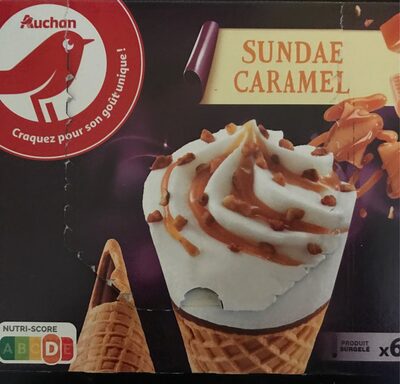 Auchan
Craquez pour son goût unique !
SUNDAE
CARAMEL
NUTRI-SCORE
A B C D E
PRODUIT
SURGELÉ
x6